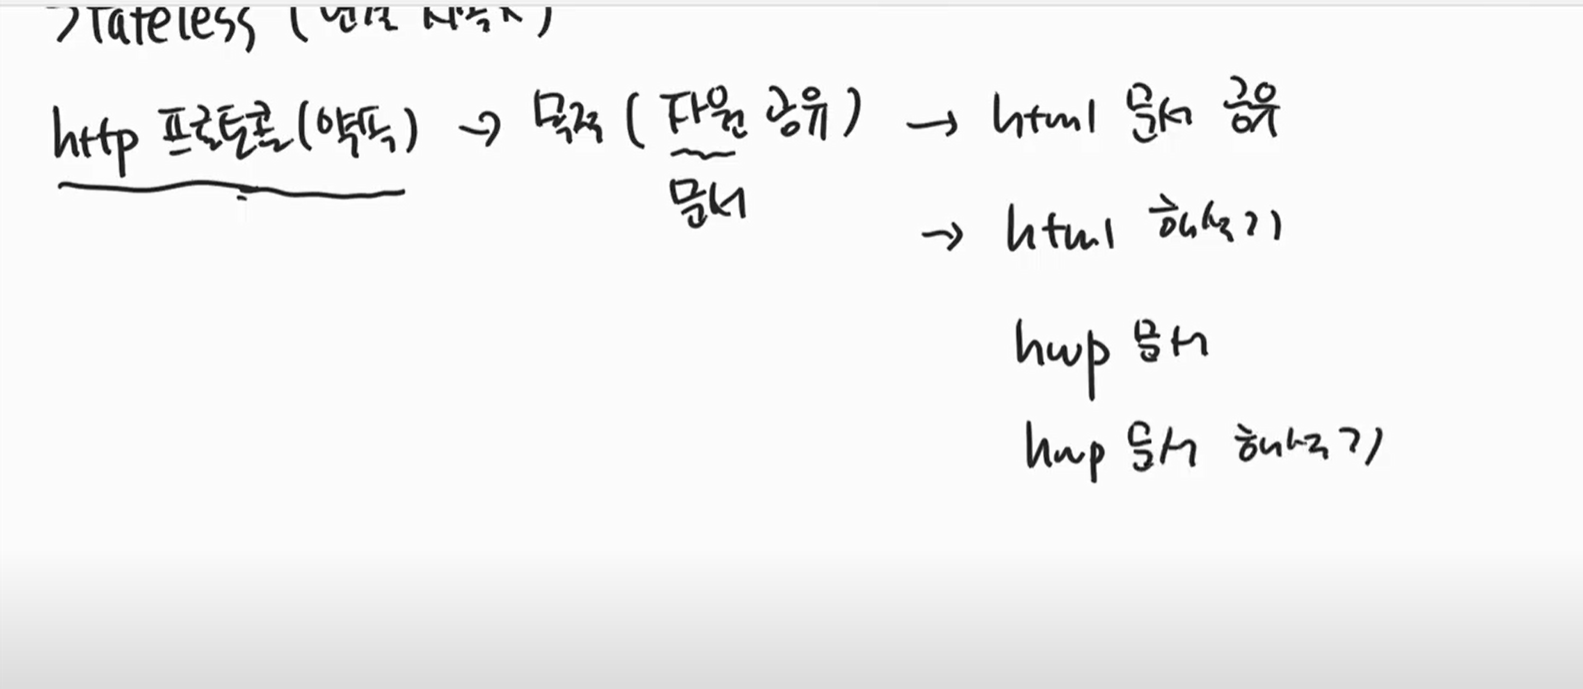 stateless (
http 프로토콜(약속) → 목적 ( 자원 공유 ) → html 문서 공유
문서
→ html 해석기
hwp 문서
hwp 문서 해석기